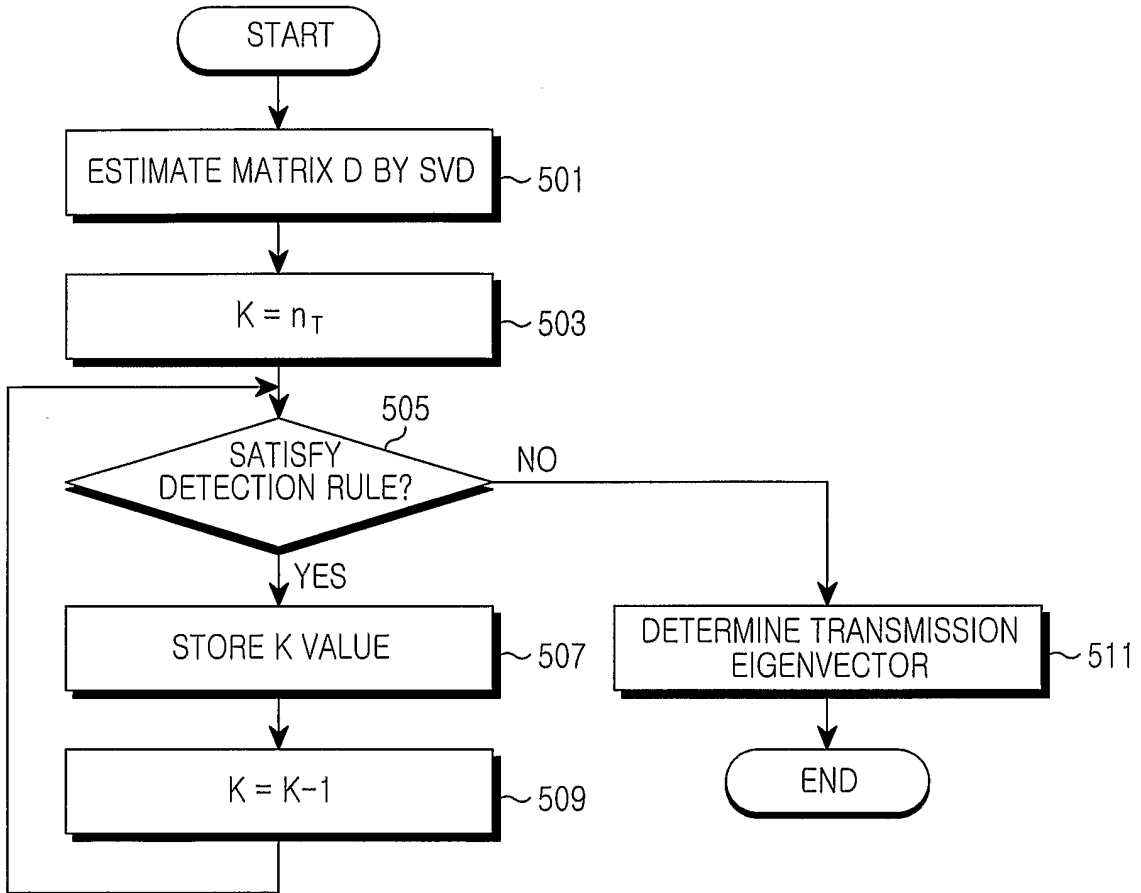 START
ESTIMATE MATRIX D BY SVD
501
K = nT
503
505
SATISFY
DETECTION RULE?
NO
YES
STORE K VALUE
507
DETERMINE TRANSMISSION
EIGENVECTOR
511
K = K-1
509
END